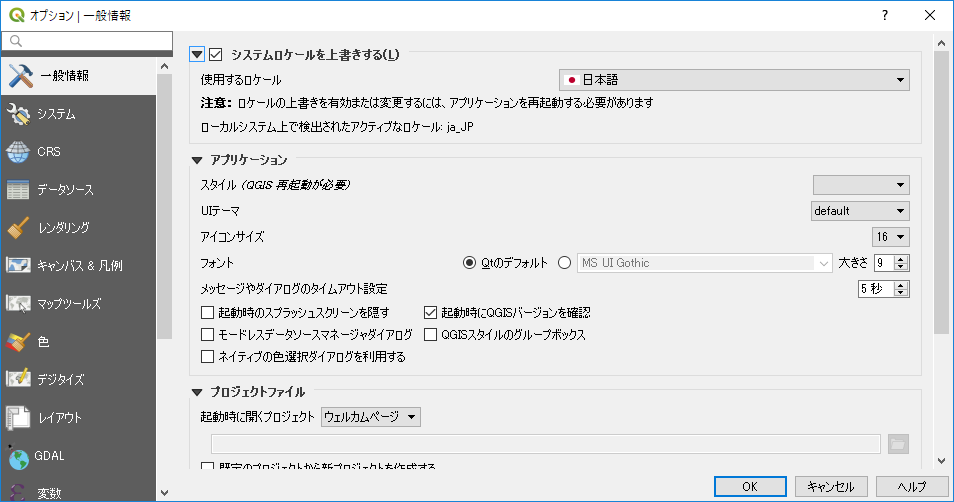 オプション | 一般情報
一般情報
システム
CRS
データソース
レンダリング
キャンバス & 凡例
マップツールズ
色
デジタイズ
レイアウト
GDAL
変数
システムロケールを上書きする(L)
使用するロケール 日本語
注意: ロケールの上書きを有効または変更するには、アプリケーションを再起動する必要があります
ローカルシステム上で検出されたアクティブなロケール: ja_JP
アプリケーション
スタイル (QGIS 再起動が必要)
UIテーマ default
アイコンサイズ 16
フォント Qtのデフォルト MS UI Gothic 大きさ 9
メッセージやダイアログのタイムアウト設定 5 秒
起動時のスプラッシュスクリーンを隠す 起動時にQGISバージョンを確認
モードレスデータソースマネージャダイアログ QGISスタイルのグループボックス
ネイティブの色選択ダイアログを利用する
プロジェクトファイル
起動時に開くプロジェクト ウェルカムページ
既定のプロジェクトから新プロジェクトを作成する
OK キャンセル ヘルプ